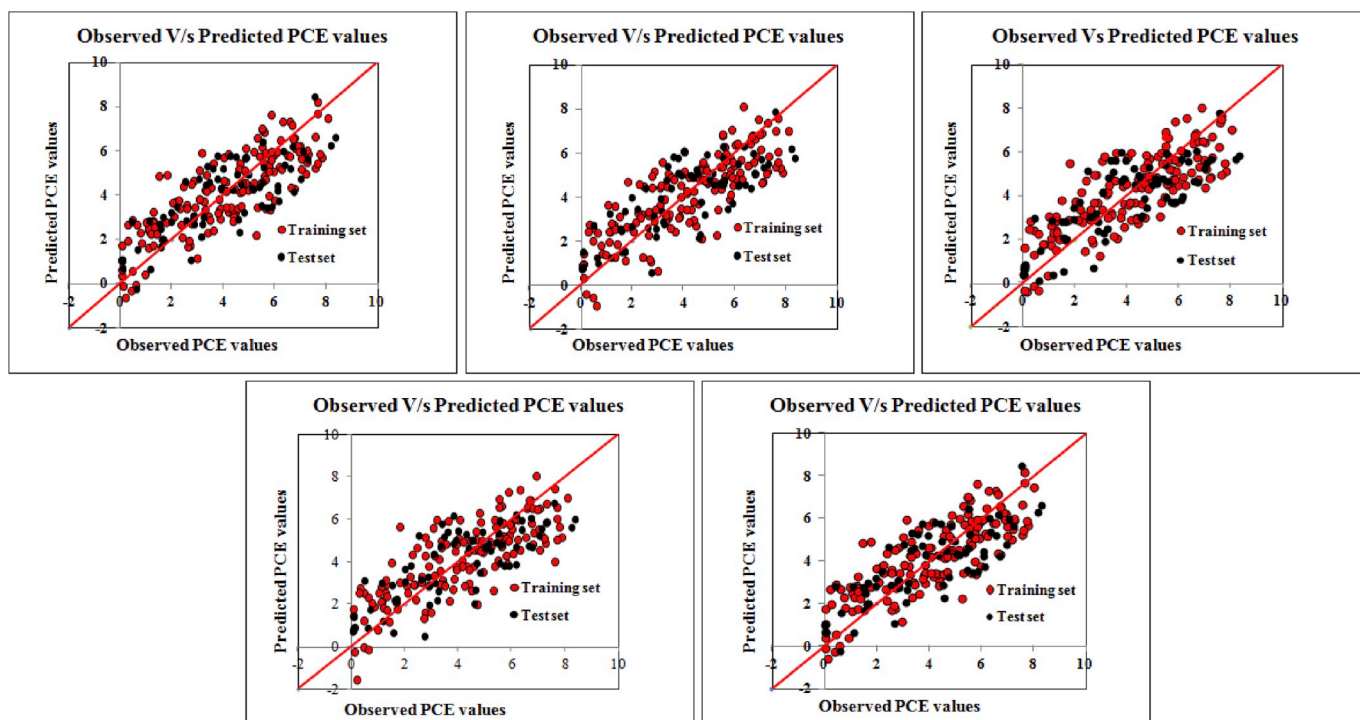 Observed V/s Predicted PCE values
10
8
6
4
2
0
-2
-2
0
2
4
6
8
10
Predicted PCE values
Training set
Test set
Observed PCE values
Observed V/s Predicted PCE values
10
8
6
4
2
0
-2
-2
0
2
4
6
8
10
Predicted PCE values
Training set
Test set
Observed PCE values
Observed Vs Predicted PCE values
10
8
6
4
2
0
-2
-2
0
2
4
6
8
10
Predicted PCE values
Training set
Test set
Observed PCE values
Observed V/s Predicted PCE values
10
8
6
4
2
0
-2
-2
0
2
4
6
8
10
Predicted PCE values
Training set
Test set
Observed PCE values
Observed V/s Predicted PCE values
10
8
6
4
2
0
-2
-2
0
2
4
6
8
10
Predicted PCE values
Training set
Test set
Observed PCE values